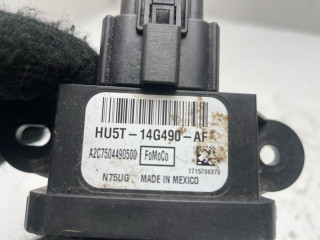 HU5T-14G490-AF
A2C7504490500 FoMoCo
1715706379
N75UG MADE IN MEXICO